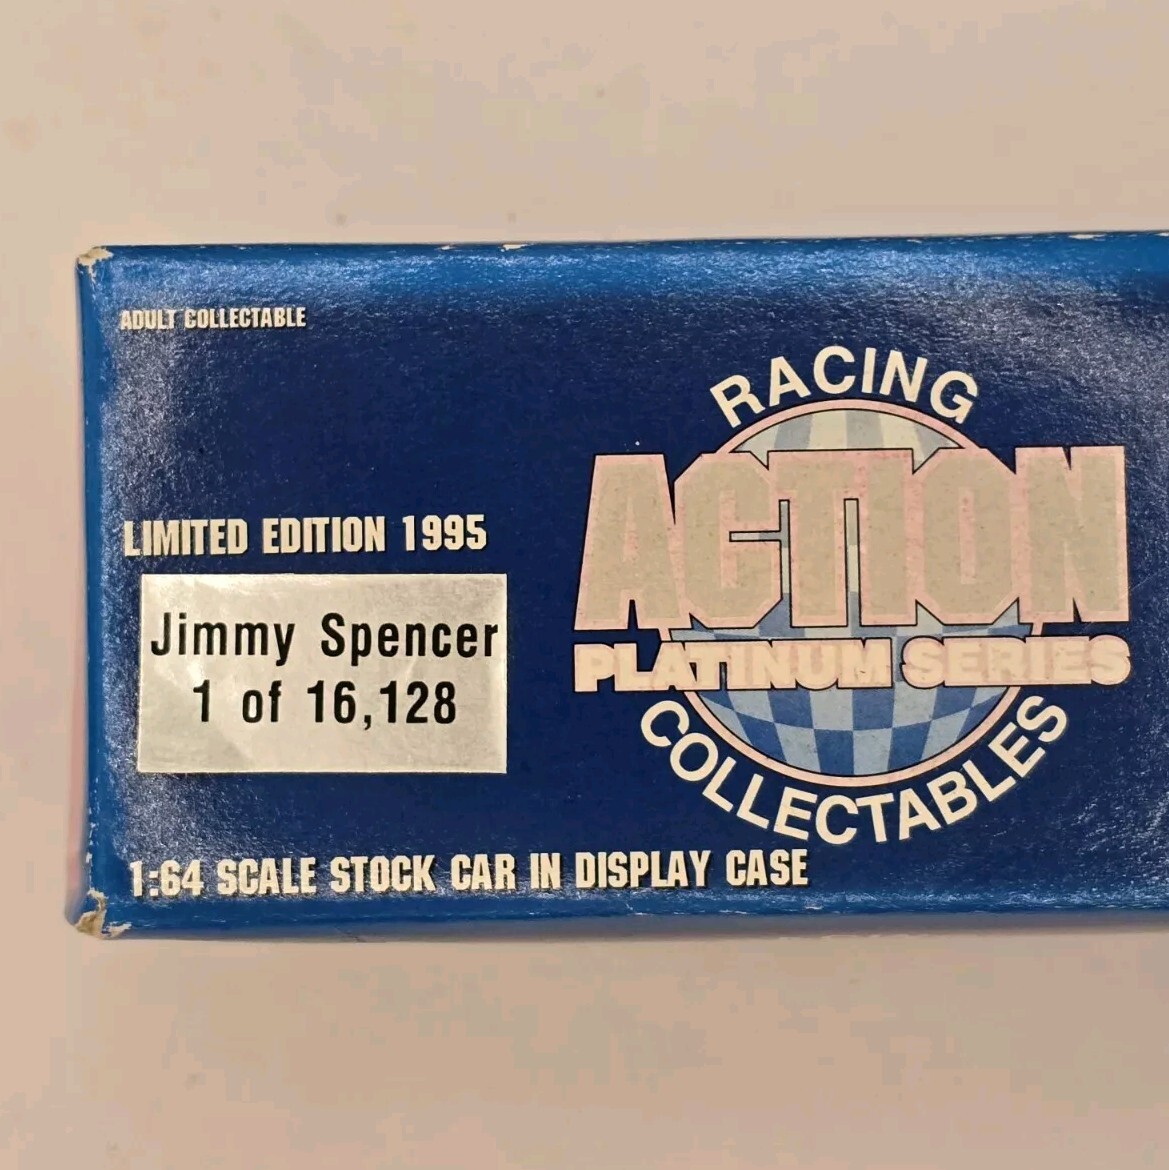 ADULT COLLECTABLE
LIMITED EDITION 1995
Jimmy Spencer
1 of 16,128
1:64 SCALE STOCK CAR IN DISPLAY CASE
RACING
ACTION
PLATINUM SERIES
COLLECTABLES